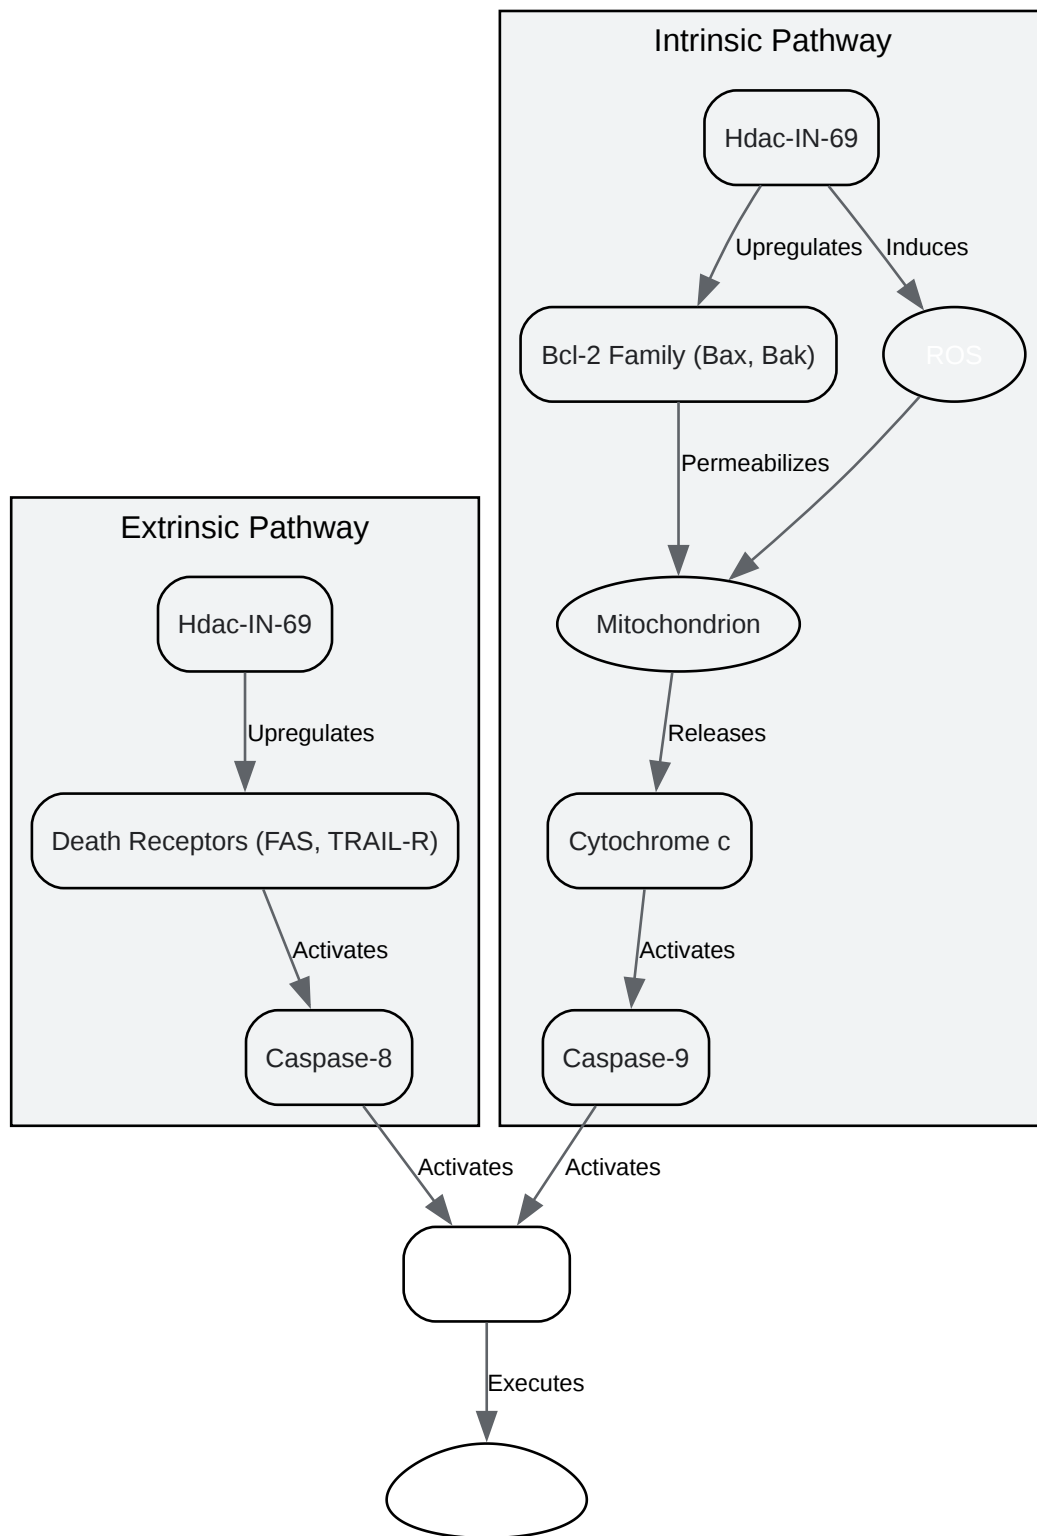 Intrinsic Pathway
Hdac-IN-69
Upregulates
Induces
Bcl-2 Family (Bax, Bak)
ROS
Permeabilizes
Extrinsic Pathway
Hdac-IN-69
Mitochondrion
Upregulates
Releases
Death Receptors (FAS, TRAIL-R)
Cytochrome c
Activates
Activates
Caspase-8
Caspase-9
Activates
Activates
Executes